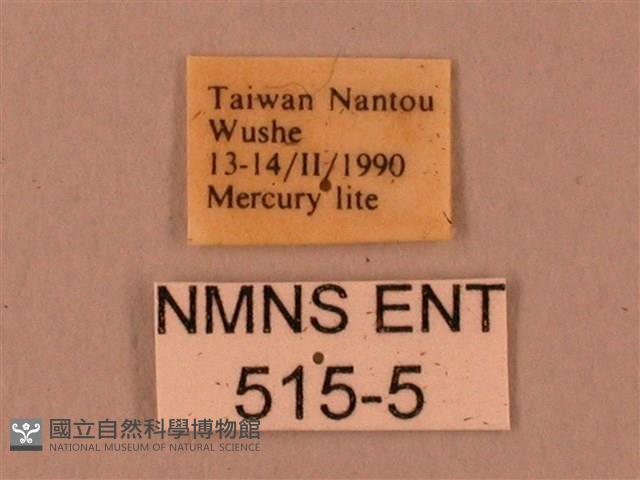 Taiwan Nantou
Wushe
13-14/II/1990
Mercury lite
NMNS ENT
515-5
國立自然科學博物館
NATIONAL MUSEUM OF NATURAL SCIENCE